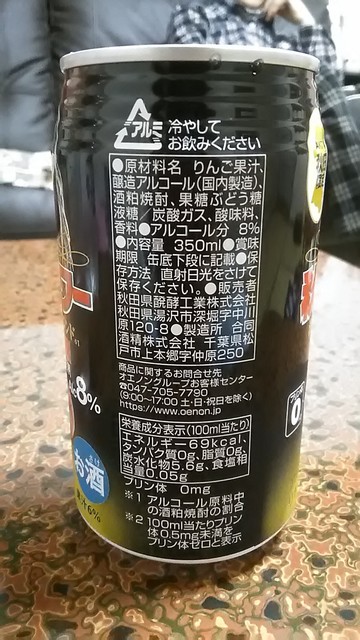 アルミ
冷やして
お飲みください
●原材料名 りんご果汁、
醸造アルコール(国内製造)、
酒粕焼酎、果糖ぶどう糖
液糖/炭酸ガス、酸味料、
香料●アルコール分 8%
●内容量 350ml●賞味
期限 缶底下段に記載●保
存方法 直射日光をさけて
保存ください。●販売者
秋田県醗酵工業株式会社
秋田県湯沢市深堀字中川
原120-8●製造所 合同
酒精株式会社 千葉県松
戸市上本郷字仲原250
商品に関するお問合せ先
オエノングループお客様センター
☎047-705-7790
(9:00〜17:00 土・日・祝日を除く)
https://www.oenon.jp
栄養成分表示(100ml当たり)
エネルギー69kcal、
タンパク質0g、脂質0g、
炭水化物5.6g、食塩相
当量0.05g
プリン体 0mg
※1 アルコール原料中
の酒粕焼酎の割合
※2 100ml当たりプリン
体0.5mg未満を
プリン体ゼロと表示
ワー
8%
お酒
6%
0